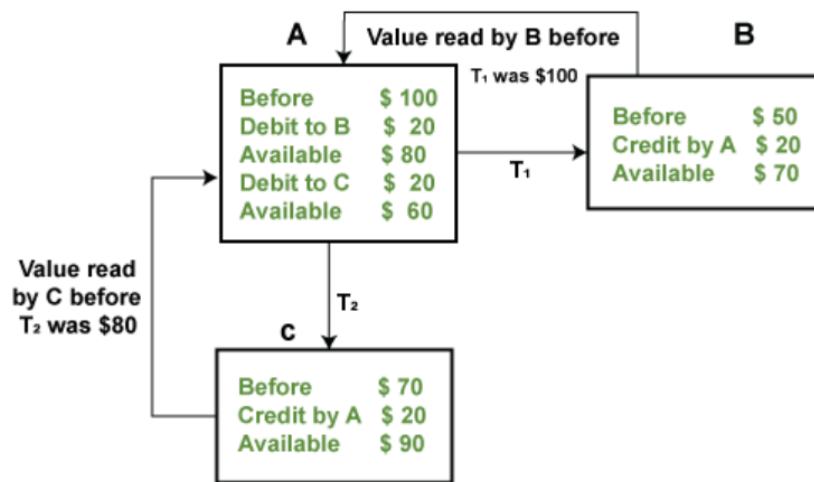 A
Value read by B before
B
T₁ was $100
Before $ 100
Debit to B $ 20
Available $ 80
Debit to C $ 20
Available $ 60
Before $ 50
Credit by A $ 20
Available $ 70
T₁
Value read
by C before
T₂ was $80
T₂
c
Before $ 70
Credit by A $ 20
Available $ 90